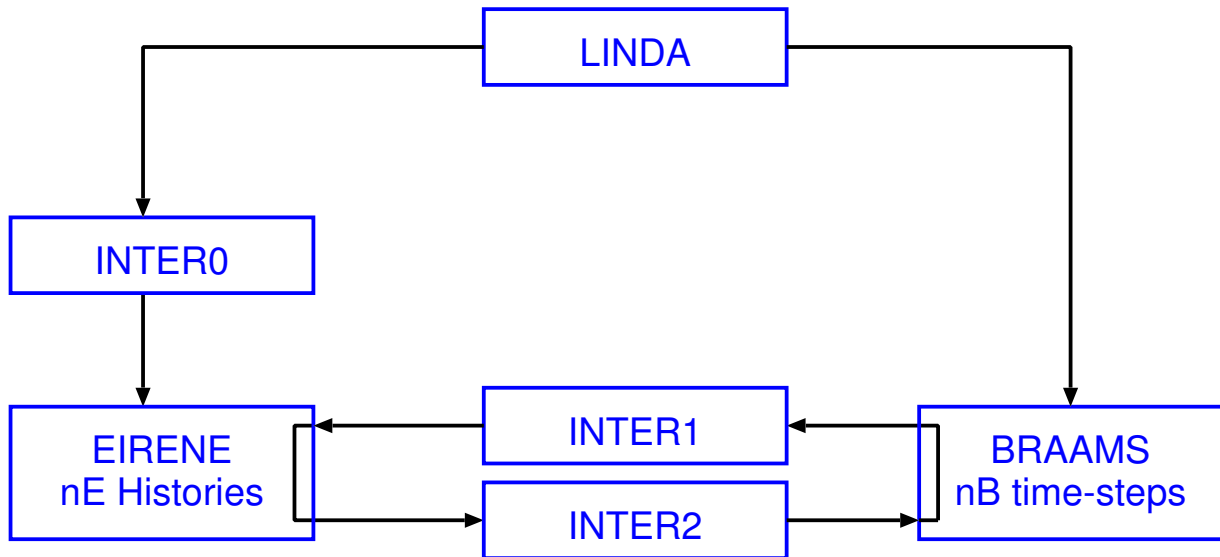 LINDA
INTER0
EIRENE
nE Histories
INTER1
INTER2
BRAAMS
nB time-steps